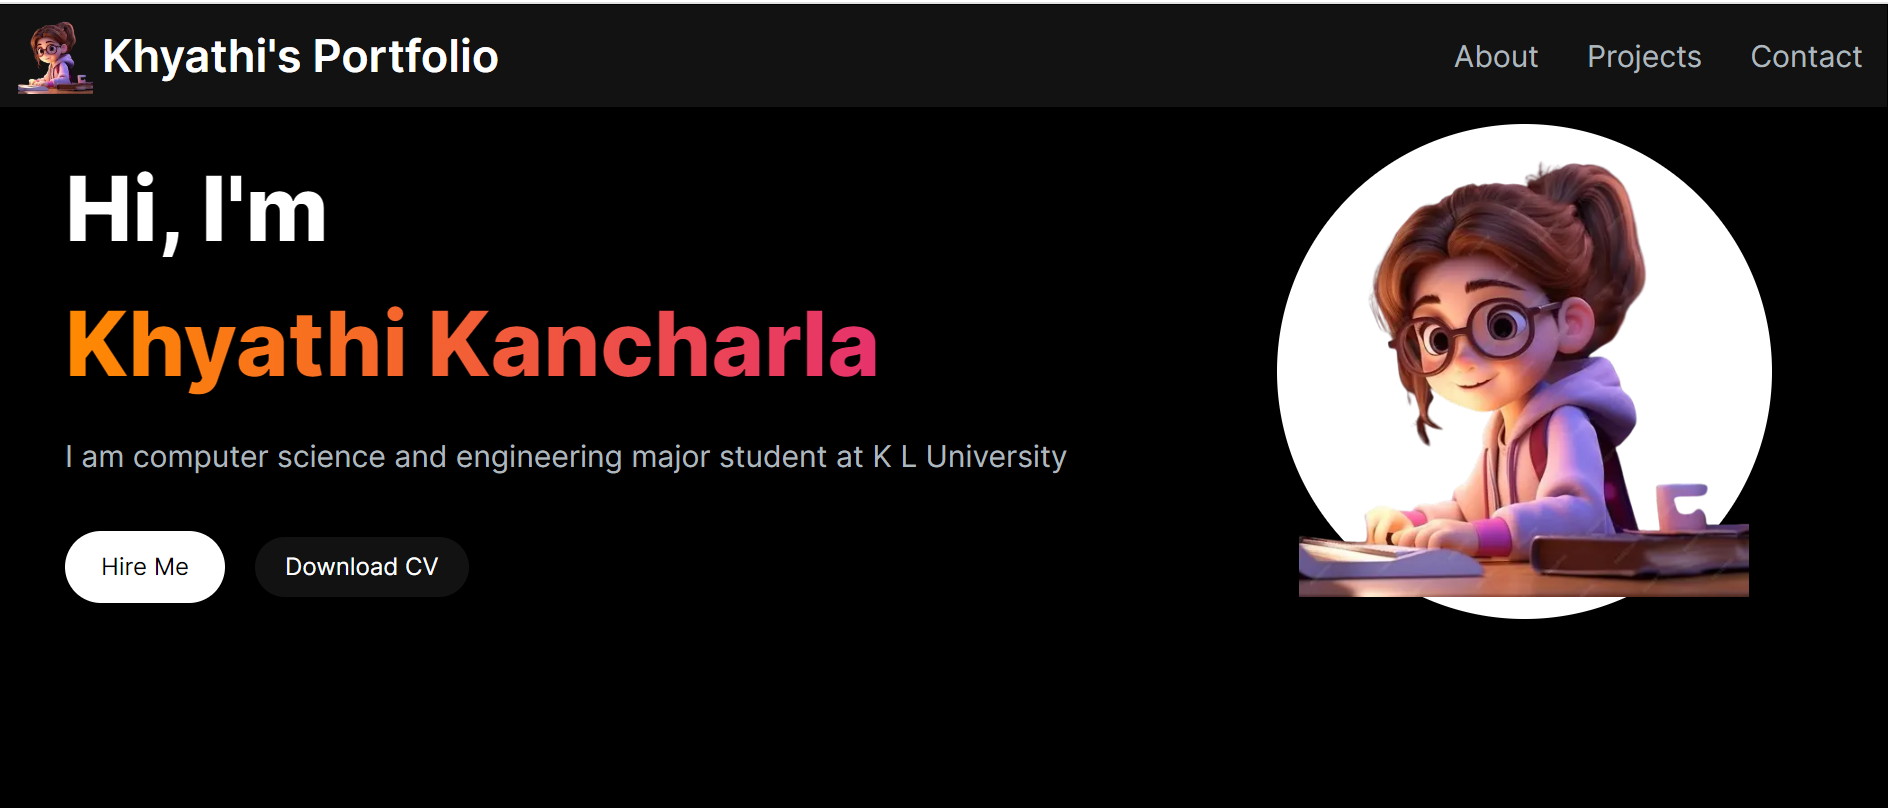 Khyathi's Portfolio
About Projects Contact
Hi, I'm
Khyathi Kancharla
I am computer science and engineering major student at K L University
Hire Me Download CV